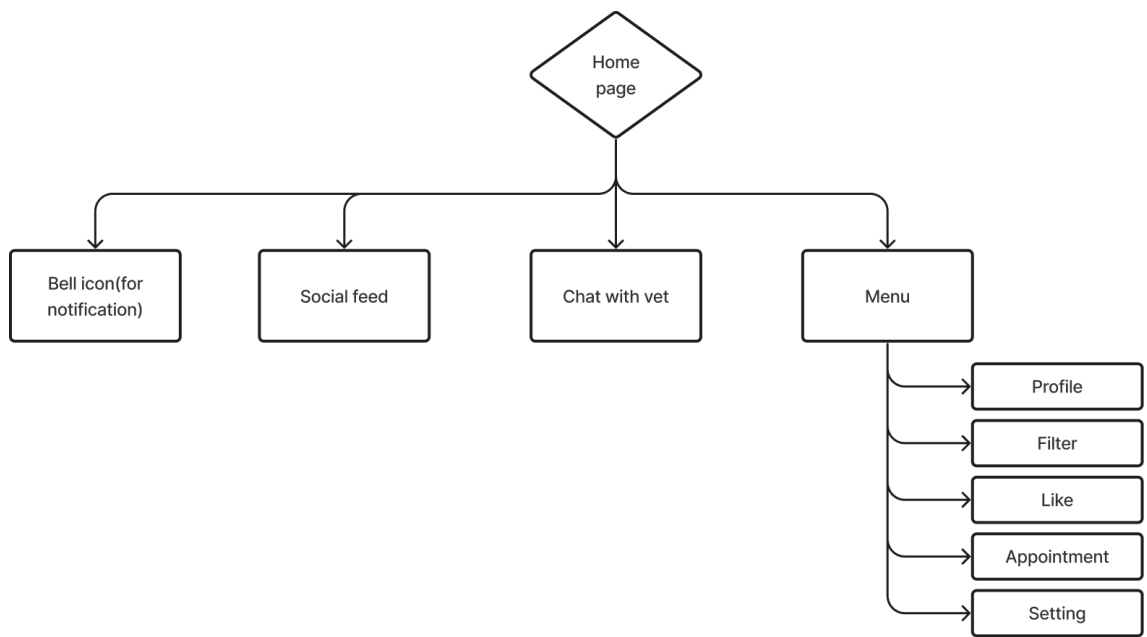 Home
page
Bell icon(for
notification)
Social feed
Chat with vet
Menu
Profile
Filter
Like
Appointment
Setting